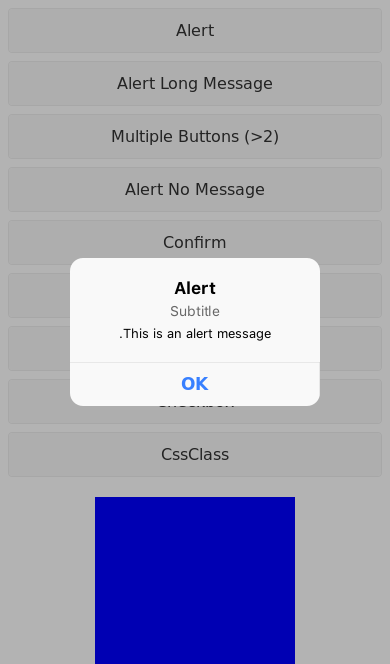 Alert
Alert Long Message
Multiple Buttons (>2)
Alert No Message
Confirm
Alert
Subtitle
.This is an alert message
OK
CssClass